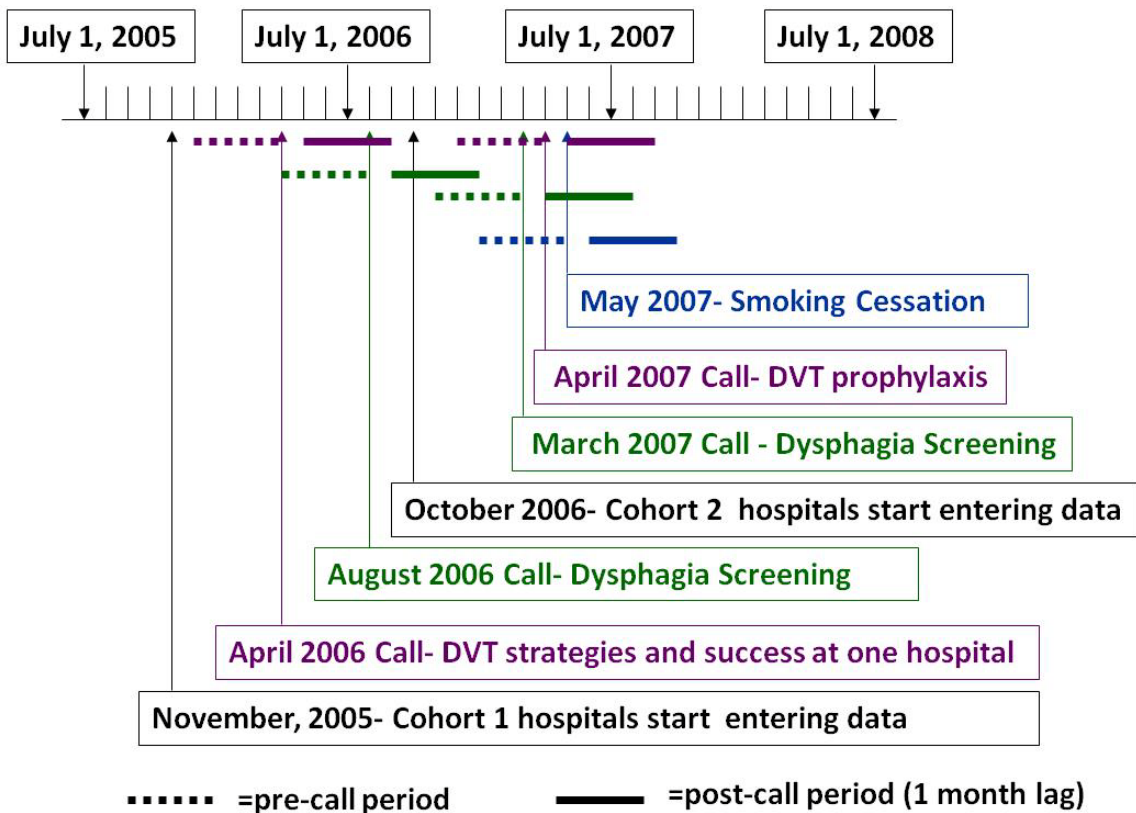 July 1, 2005
July 1, 2006
July 1, 2007
July 1, 2008
May 2007- Smoking Cessation
April 2007 Call- DVT prophylaxis
March 2007 Call - Dysphagia Screening
October 2006- Cohort 2 hospitals start entering data
August 2006 Call- Dysphagia Screening
April 2006 Call- DVT strategies and success at one hospital
November, 2005- Cohort 1 hospitals start entering data
=pre-call period
=post-call period (1 month lag)